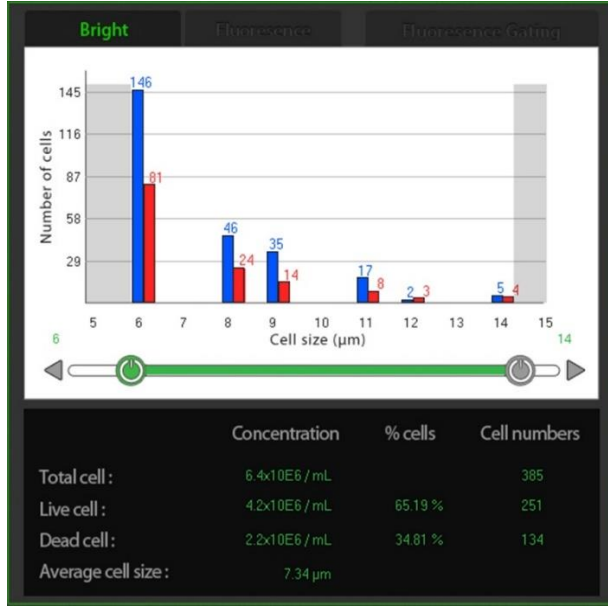 Bright Fluoresence Fluoresence Gating
Number of cells
145
116
87
58
29
146
81
46
24
35
14
17
8
2
3
5
4
5 6 7 8 9 10 11 12 13 14 15
Cell size (µm)
6 14
Concentration % cells Cell numbers
Total cell : 6.4x10E6 / mL 385
Live cell : 4.2x10E6 / mL 65.19 % 251
Dead cell : 2.2x10E6 / mL 34.81 % 134
Average cell size : 7.34 µm